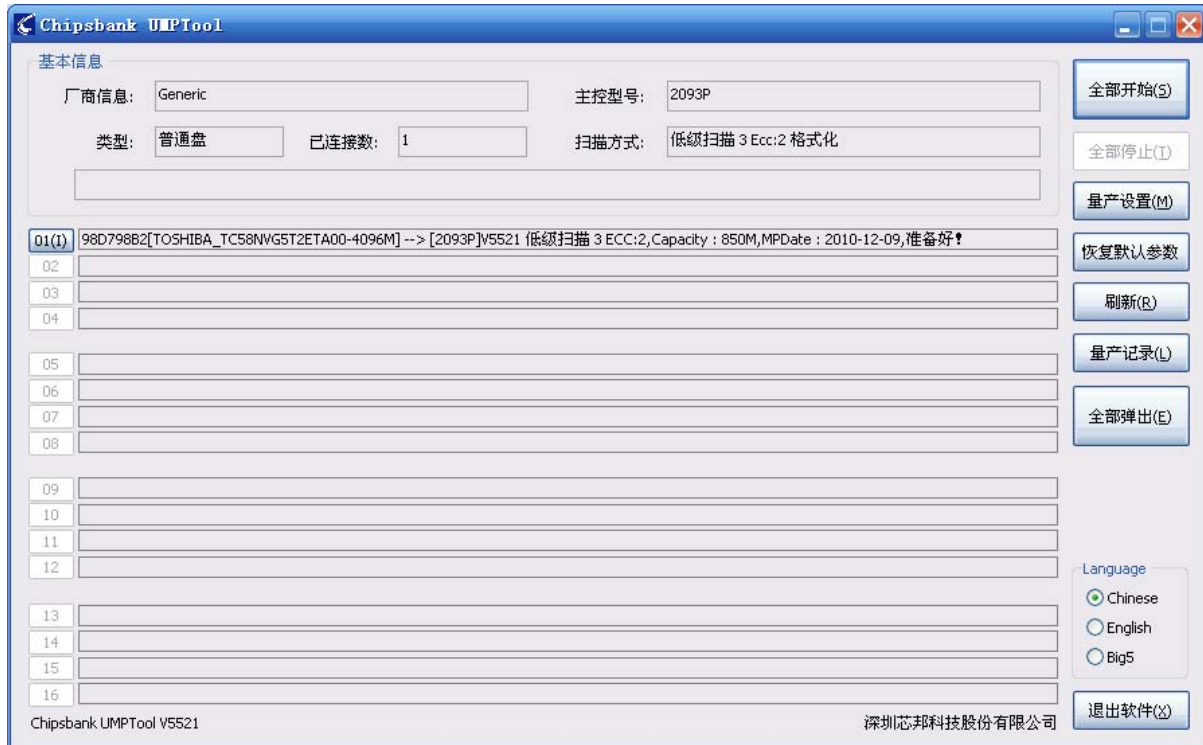 Chipsbank UMPTool
基本信息
厂商信息: Generic 主控型号: 2093P
类型: 普通盘 已连接数: 1 扫描方式: 低级扫描 3 Ecc:2 格式化
01(I) 98D798B2[TOSHIBA_TC58NVG5T2ETA00-4096M] --> [2093P]V5521 低级扫描 3 ECC:2,Capacity : 850M,MPDate : 2010-12-09,准备好!
02
03
04
05
06
07
08
09
10
11
12
13
14
15
16
Chipsbank UMPTool V5521
深圳芯邦科技股份有限公司
全部开始(S)
全部停止(T)
量产设置(M)
恢复默认参数
刷新(R)
量产记录(L)
全部弹出(E)
Language
Chinese
English
Big5
退出软件(X)